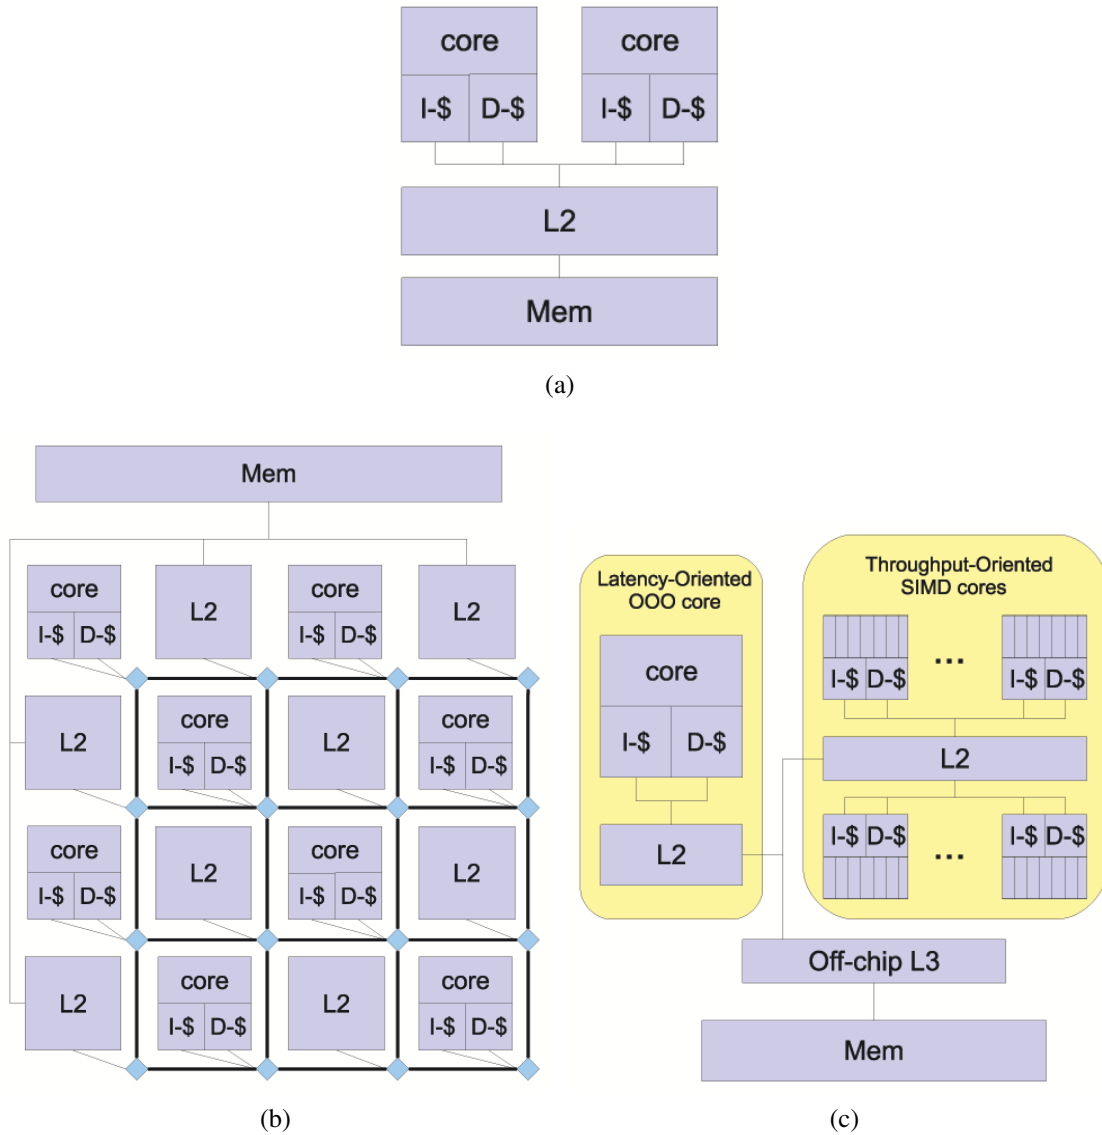 core core
I-$ D-$ I-$ D-$
L2
Mem
(a)
Mem
core L2 core L2
I-$ D-$ I-$ D-$
L2 core L2 core
I-$ D-$ I-$ D-$
core L2 core L2
I-$ D-$ I-$ D-$
L2 core L2 core
I-$ D-$ I-$ D-$
(b)
Latency-Oriented
OOO core
core
I-$ D-$
L2
Throughput-Oriented
SIMD cores
I-$ D-$ ... I-$ D-$
L2
I-$ D-$ ... I-$ D-$
Off-chip L3
Mem
(c)